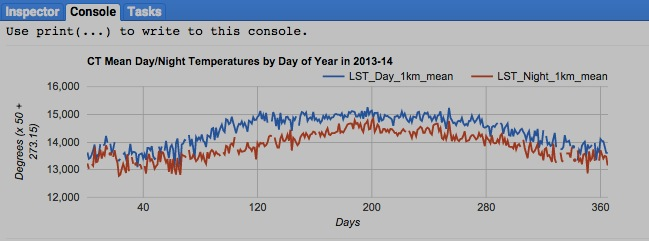 Inspector Console Tasks
Use print(...) to write to this console.
CT Mean Day/Night Temperatures by Day of Year in 2013-14
LST_Day_1km_mean LST_Night_1km_mean
16,000
15,000
14,000
13,000
12,000
Degrees (x 50 +
273.15)
40 120 200 280 360
Days